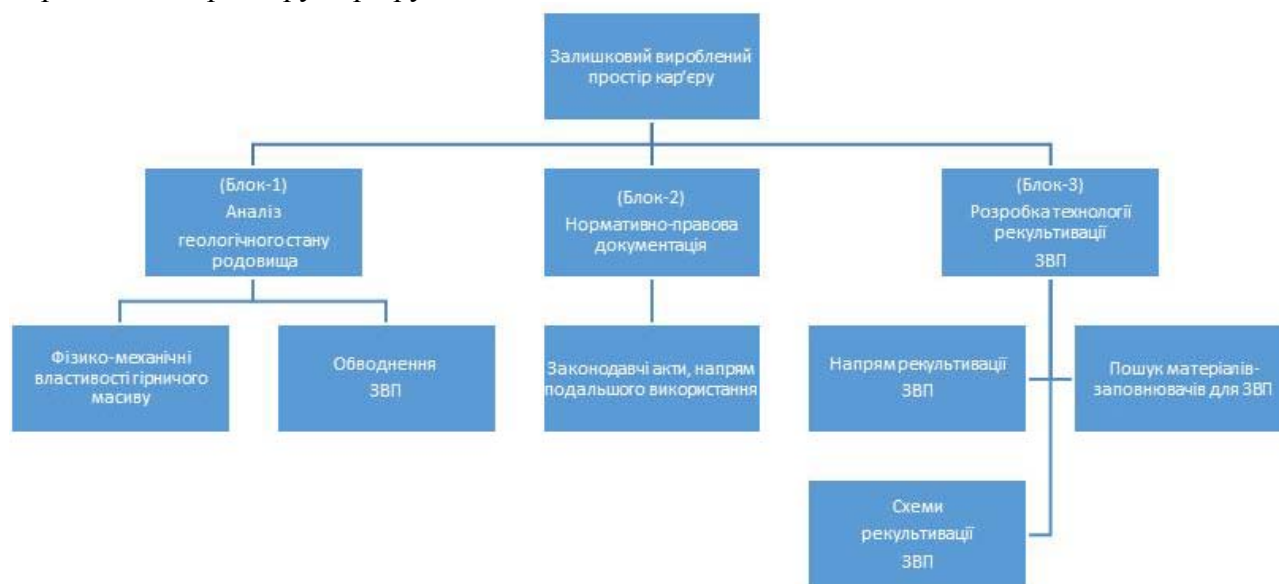 Залишковий вироблений
простір кар'єру
(Блок-1)
Аналіз
геологічного стану
родовища
(Блок-2)
Нормативно-правова
документація
(Блок-3)
Розробка технології
рекультивації
ЗВП
Фізико-механічні
властивості гірничого
масиву
Обводнення
ЗВП
Законодавчі акти, напрям
подальшого використання
Напрям рекультивації
ЗВП
Пошук матеріалів-
заповнювачів для ЗВП
Схеми
рекультивації
ЗВП